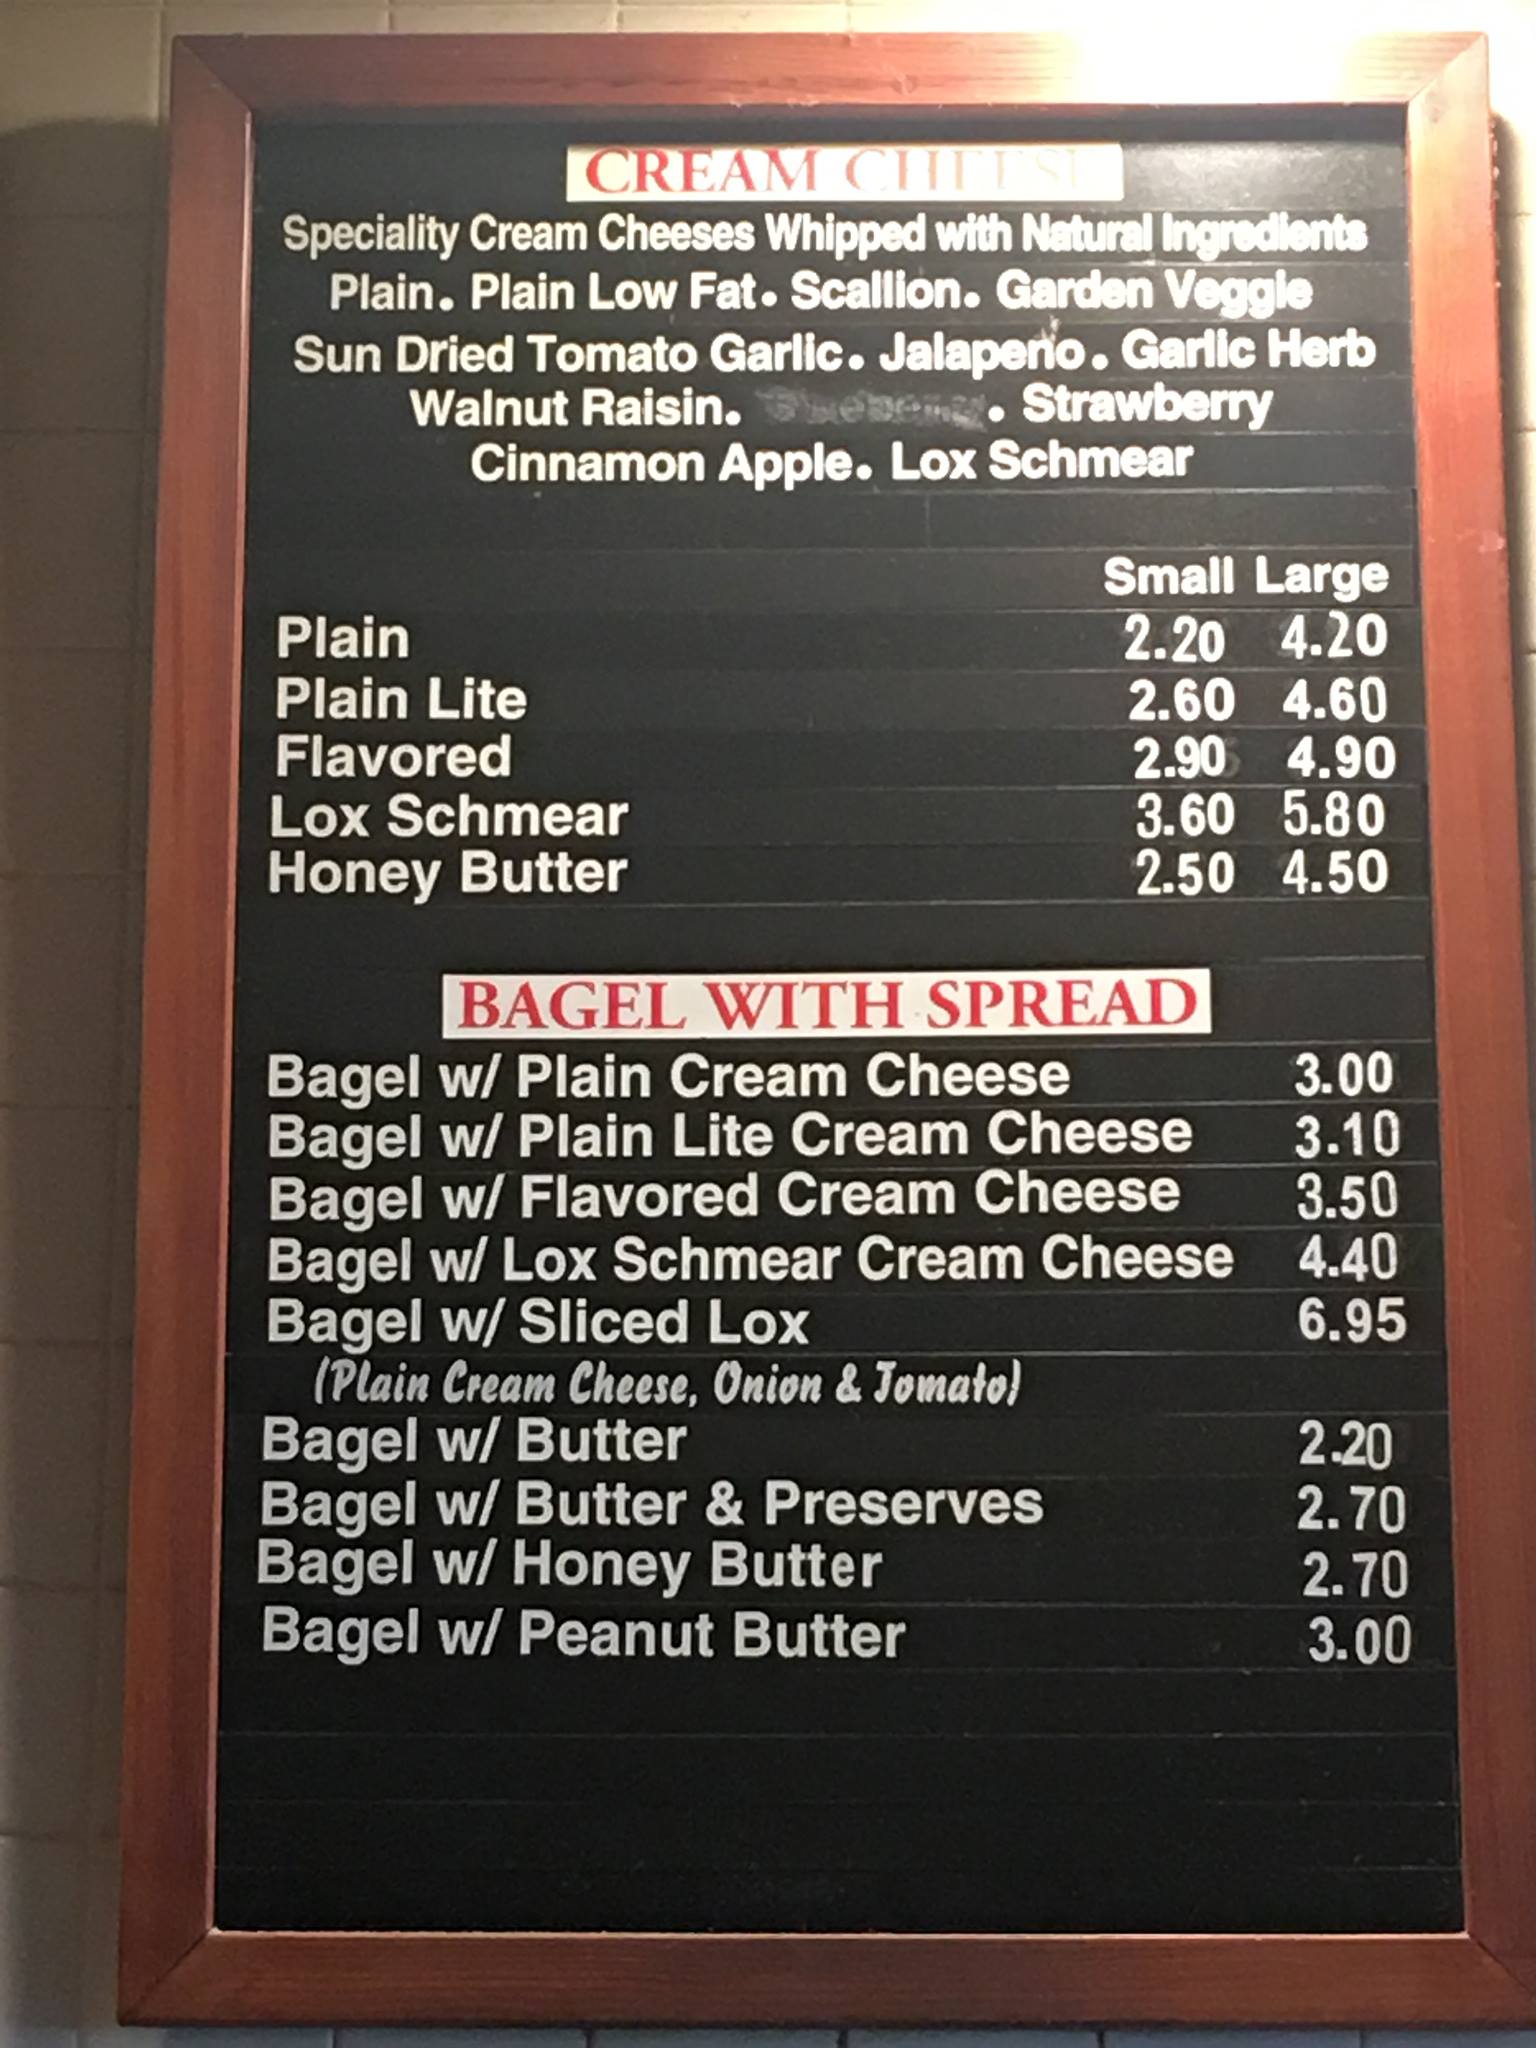 CREAM CHEESE
Speciality Cream Cheeses Whipped with Natural Ingredients
Plain. Plain Low Fat. Scallion. Garden Veggie
Sun Dried Tomato Garlic. Jalapeño. Garlic Herb
Walnut Raisin. . Strawberry
Cinnamon Apple. Lox Schmear
Small Large
Plain 2.20 4.20
Plain Lite 2.60 4.60
Flavored 2.90 4.90
Lox Schmear 3.60 5.80
Honey Butter 2.50 4.50
BAGEL WITH SPREAD
Bagel w/ Plain Cream Cheese 3.00
Bagel w/ Plain Lite Cream Cheese 3.10
Bagel w/ Flavored Cream Cheese 3.50
Bagel w/ Lox Schmear Cream Cheese 4.40
Bagel w/ Sliced Lox 6.95
(Plain Cream Cheese, Onion & Tomato)
Bagel w/ Butter 2.20
Bagel w/ Butter & Preserves 2.70
Bagel w/ Honey Butter 2.70
Bagel w/ Peanut Butter 3.00